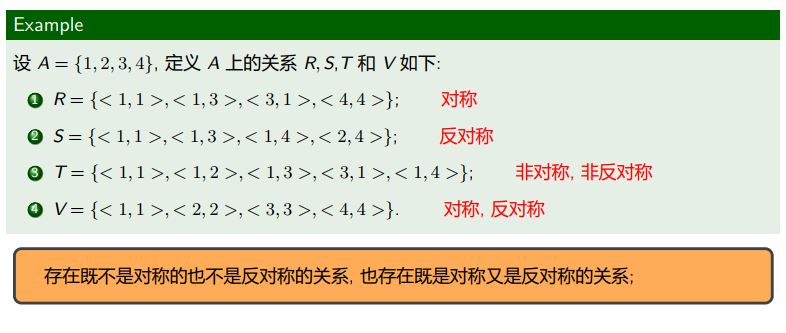 Example
设 A = {1, 2, 3, 4}, 定义 A 上的关系 R, S, T 和 V 如下:
1 R = {< 1, 1 >, < 1, 3 >, < 3, 1 >, < 4, 4 >}; 对称
2 S = {< 1, 1 >, < 1, 3 >, < 1, 4 >, < 2, 4 >}; 反对称
3 T = {< 1, 1 >, < 1, 2 >, < 1, 3 >, < 3, 1 >, < 1, 4 >}; 非对称, 非反对称
4 V = {< 1, 1 >, < 2, 2 >, < 3, 3 >, < 4, 4 >}. 对称, 反对称
存在既不是对称的也不是反对称的关系, 也存在既是对称又是反对称的关系;